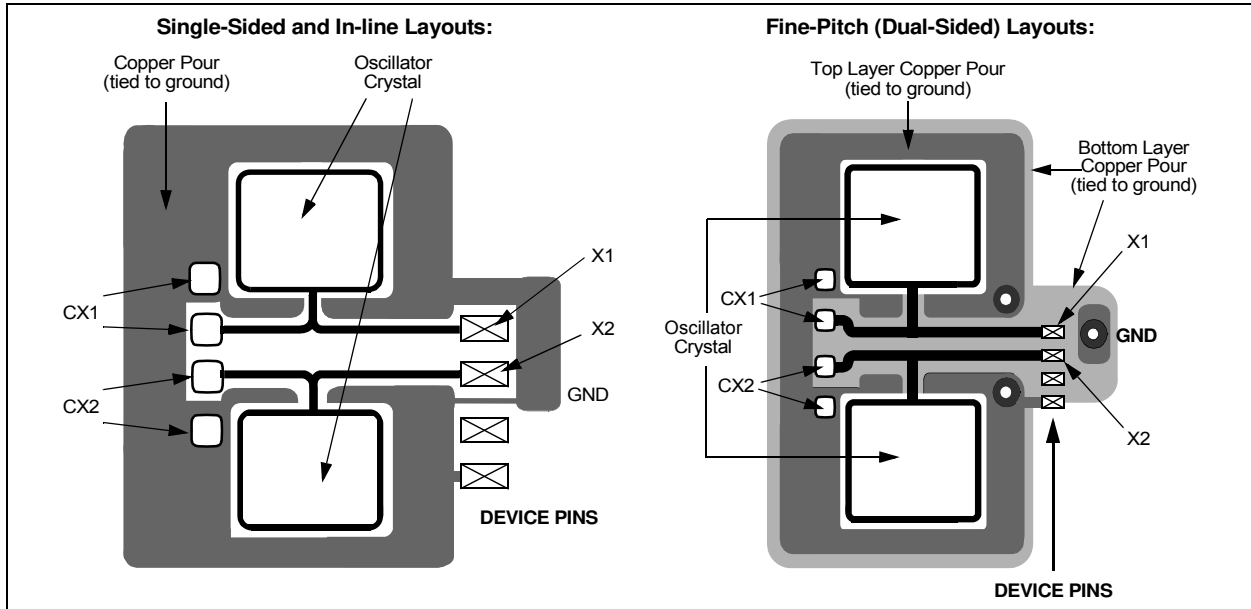 Single-Sided and In-line Layouts:
Copper Pour
(tied to ground)
Oscillator
Crystal
X1
CX1
X2
CX2
GND
DEVICE PINS
Fine-Pitch (Dual-Sided) Layouts:
Top Layer Copper Pour
(tied to ground)
Bottom Layer
Copper Pour
(tied to ground)
X1
CX1
Oscillator
Crystal
GND
CX2
X2
DEVICE PINS